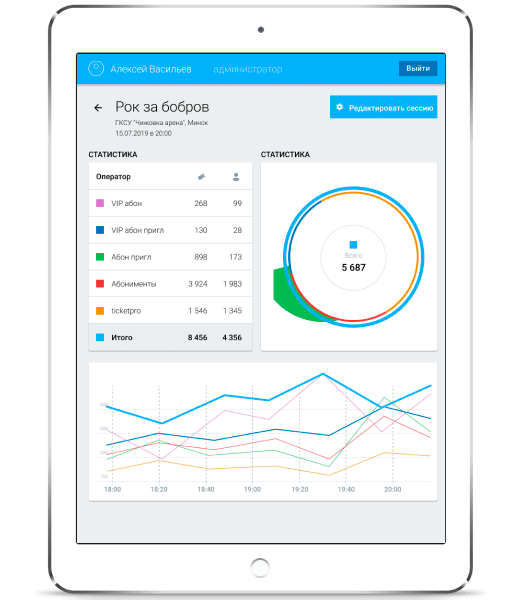 Алексей Васильев администратор Выйти
Рок за бобров
Редактировать сессию
ГКСУ "Чижовка арена", Минск
15.07.2019 в 20:00
СТАТИСТИКА
Оператор
VIP абон 268 99
VIP абон пригл 130 28
Абон пригл 898 173
Абонименты 3 924 1 983
ticketpro 1 546 1 345
Итого 8 456 4 356
СТАТИСТИКА
Всего
5 687
18:00 18:20 18:40 19:00 19:20 19:40 20:00